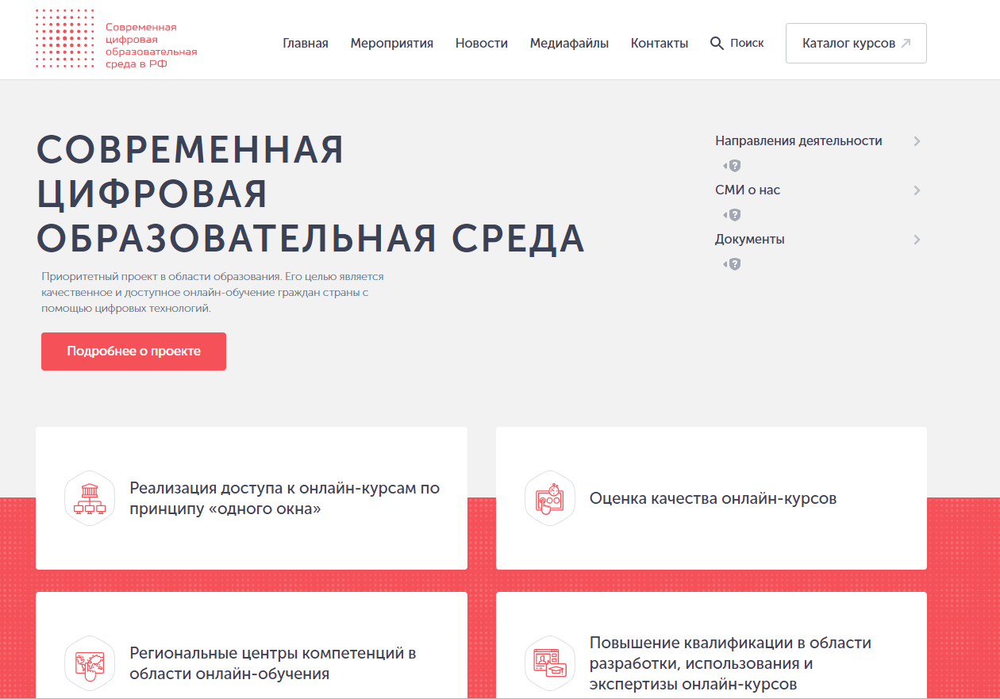 Современная
цифровая
образовательная
среда в РФ
Главная
Мероприятия
Новости
Медиафайлы
Контакты
Поиск
Каталог курсов
СОВРЕМЕННАЯ
ЦИФРОВАЯ
ОБРАЗОВАТЕЛЬНАЯ СРЕДА
Приоритетный проект в области образования. Его целью является
качественное и доступное онлайн-обучение граждан страны с
помощью цифровых технологий.
Подробнее о проекте
Направления деятельности
?
СМИ о нас
?
Документы
?
Реализация доступа к онлайн-курсам по
принципу «одного окна»
Оценка качества онлайн-курсов
Региональные центры компетенций в
области онлайн-обучения
Повышение квалификации в области
разработки, использования и
экспертизы онлайн-курсов